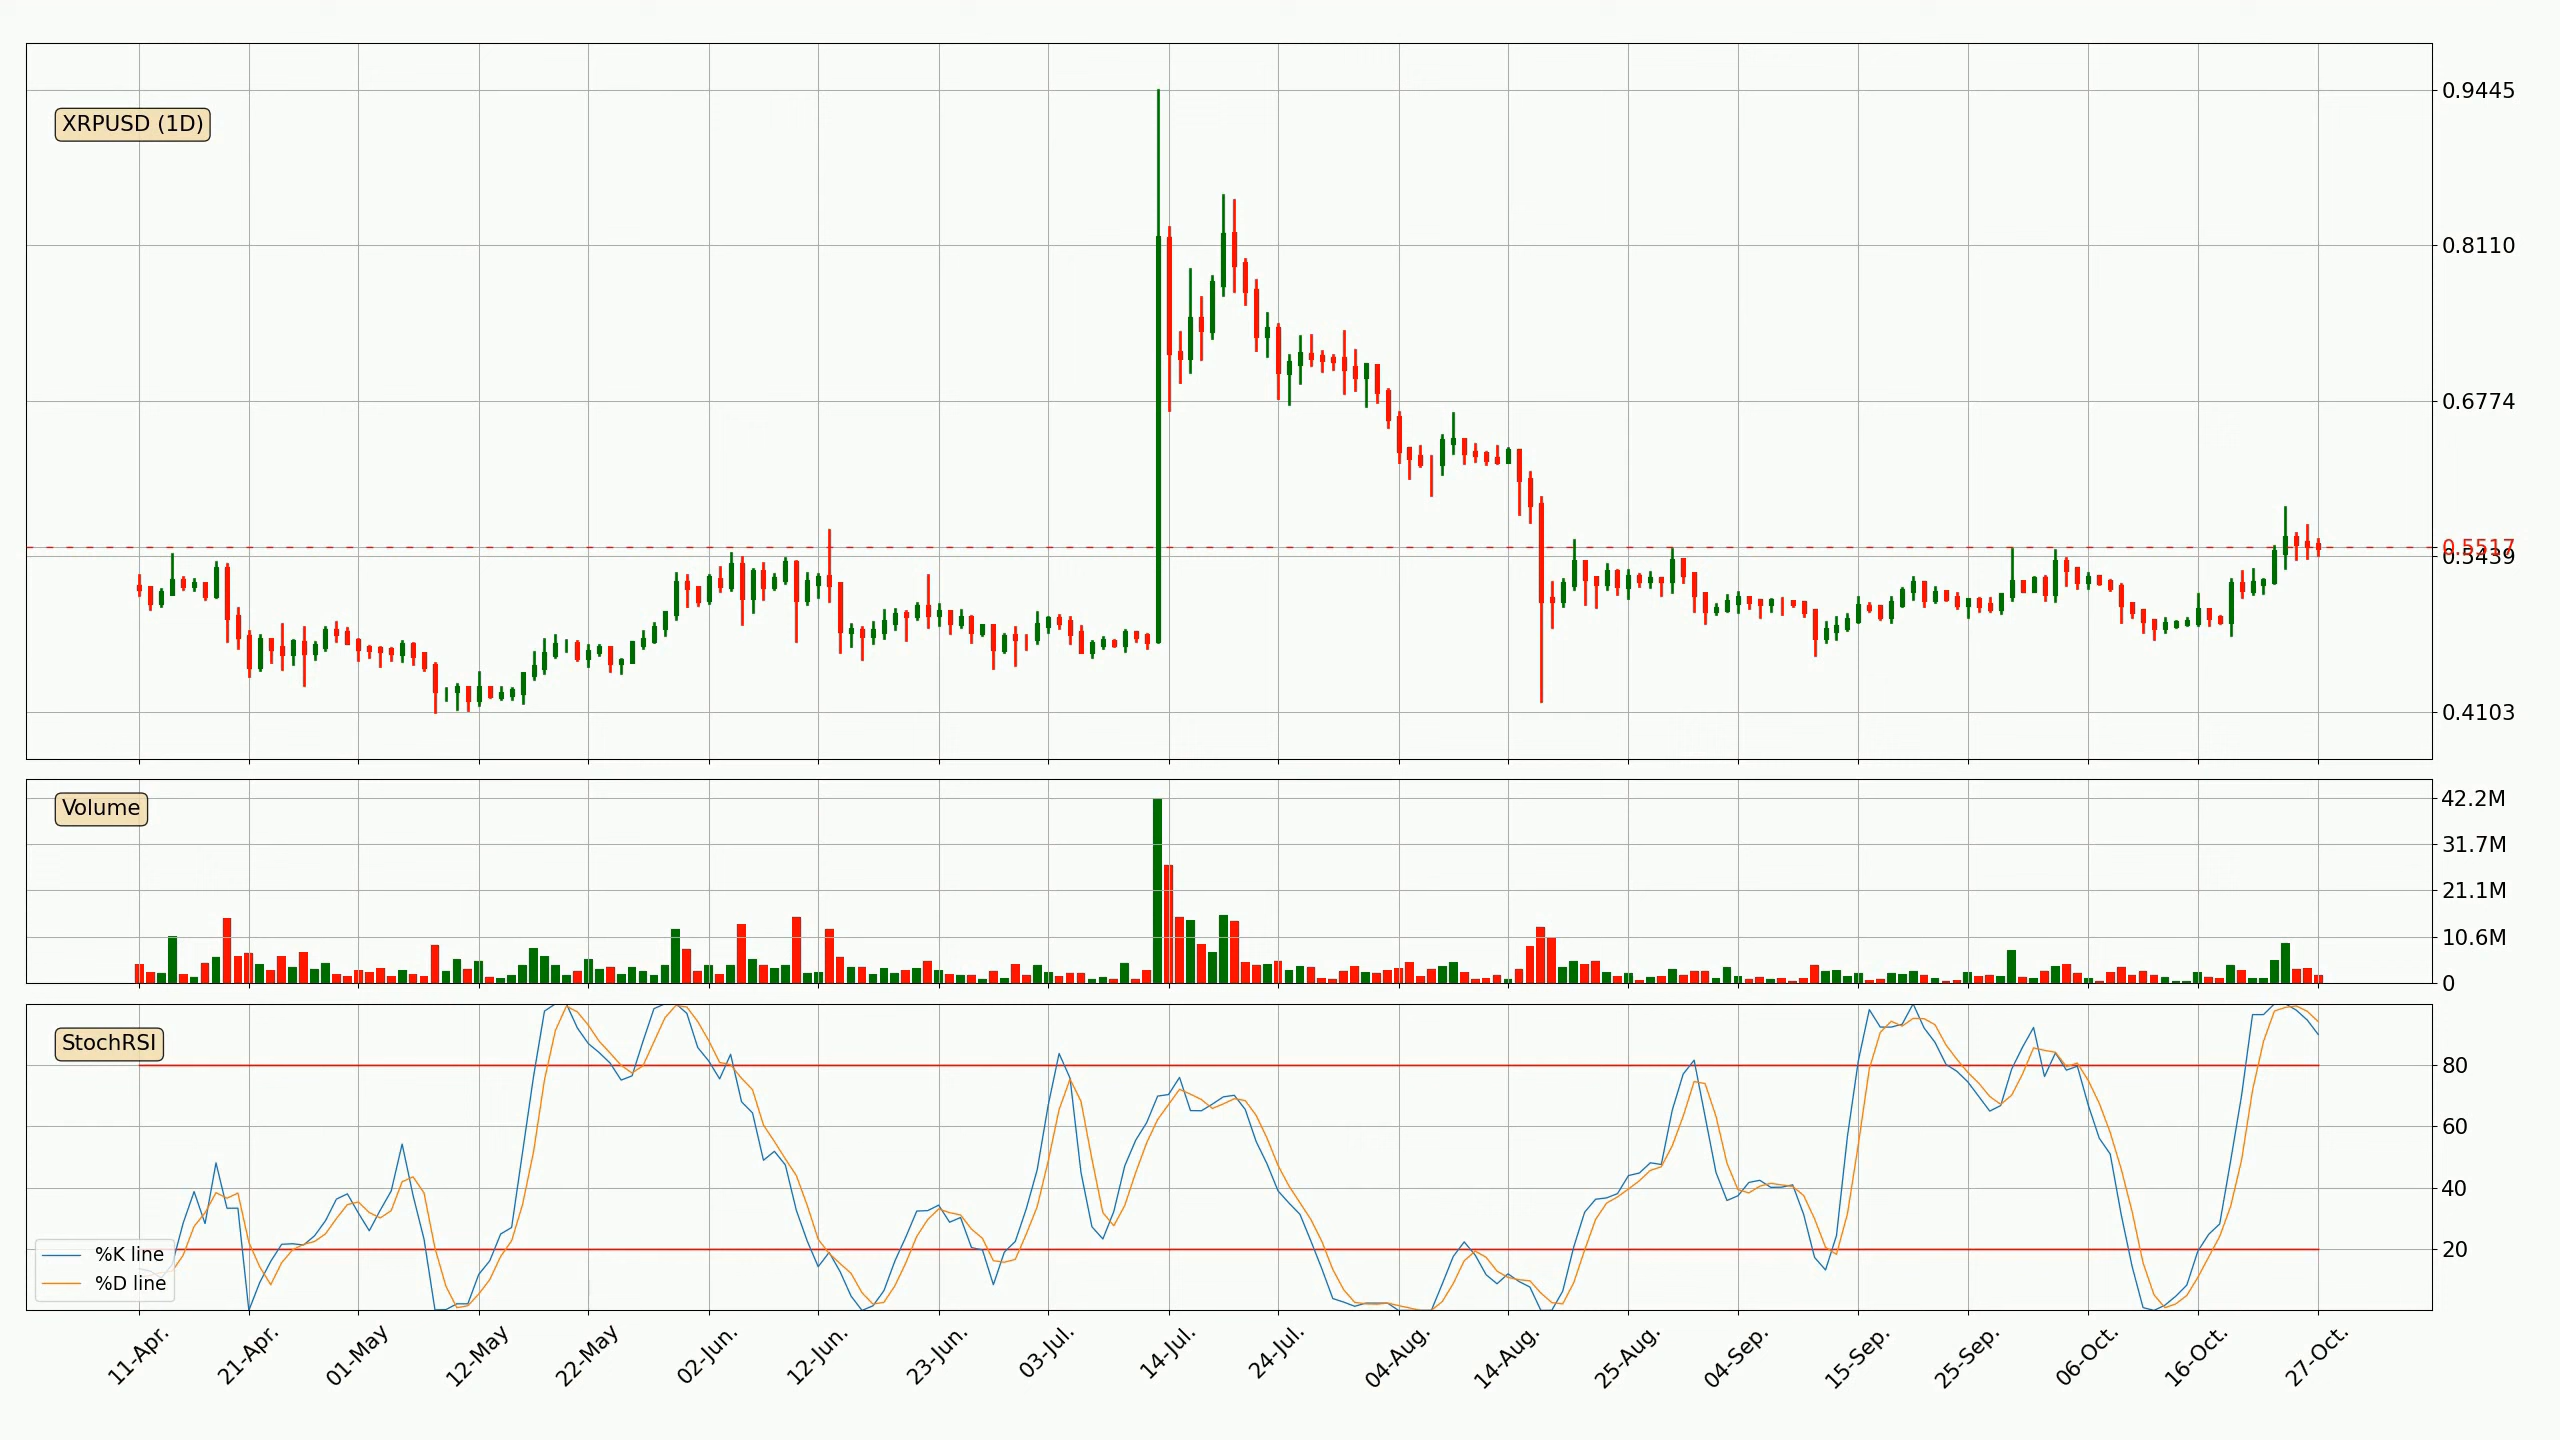 0.9445
XRPUSD (1D)
0.8110
0.6774
0.5517
0.5439
0.4103
Volume
42.2M
31.7M
21.1M
10.6M
0
StochRSI
80
60
40
20
%K line
%D line
11-Apr.
21-Apr.
01-May
12-May
22-May
02-Jun.
12-Jun.
23-Jun.
03-Jul.
14-Jul.
24-Jul.
04-Aug.
14-Aug.
25-Aug.
04-Sep.
15-Sep.
25-Sep.
06-Oct.
16-Oct.
27-Oct.